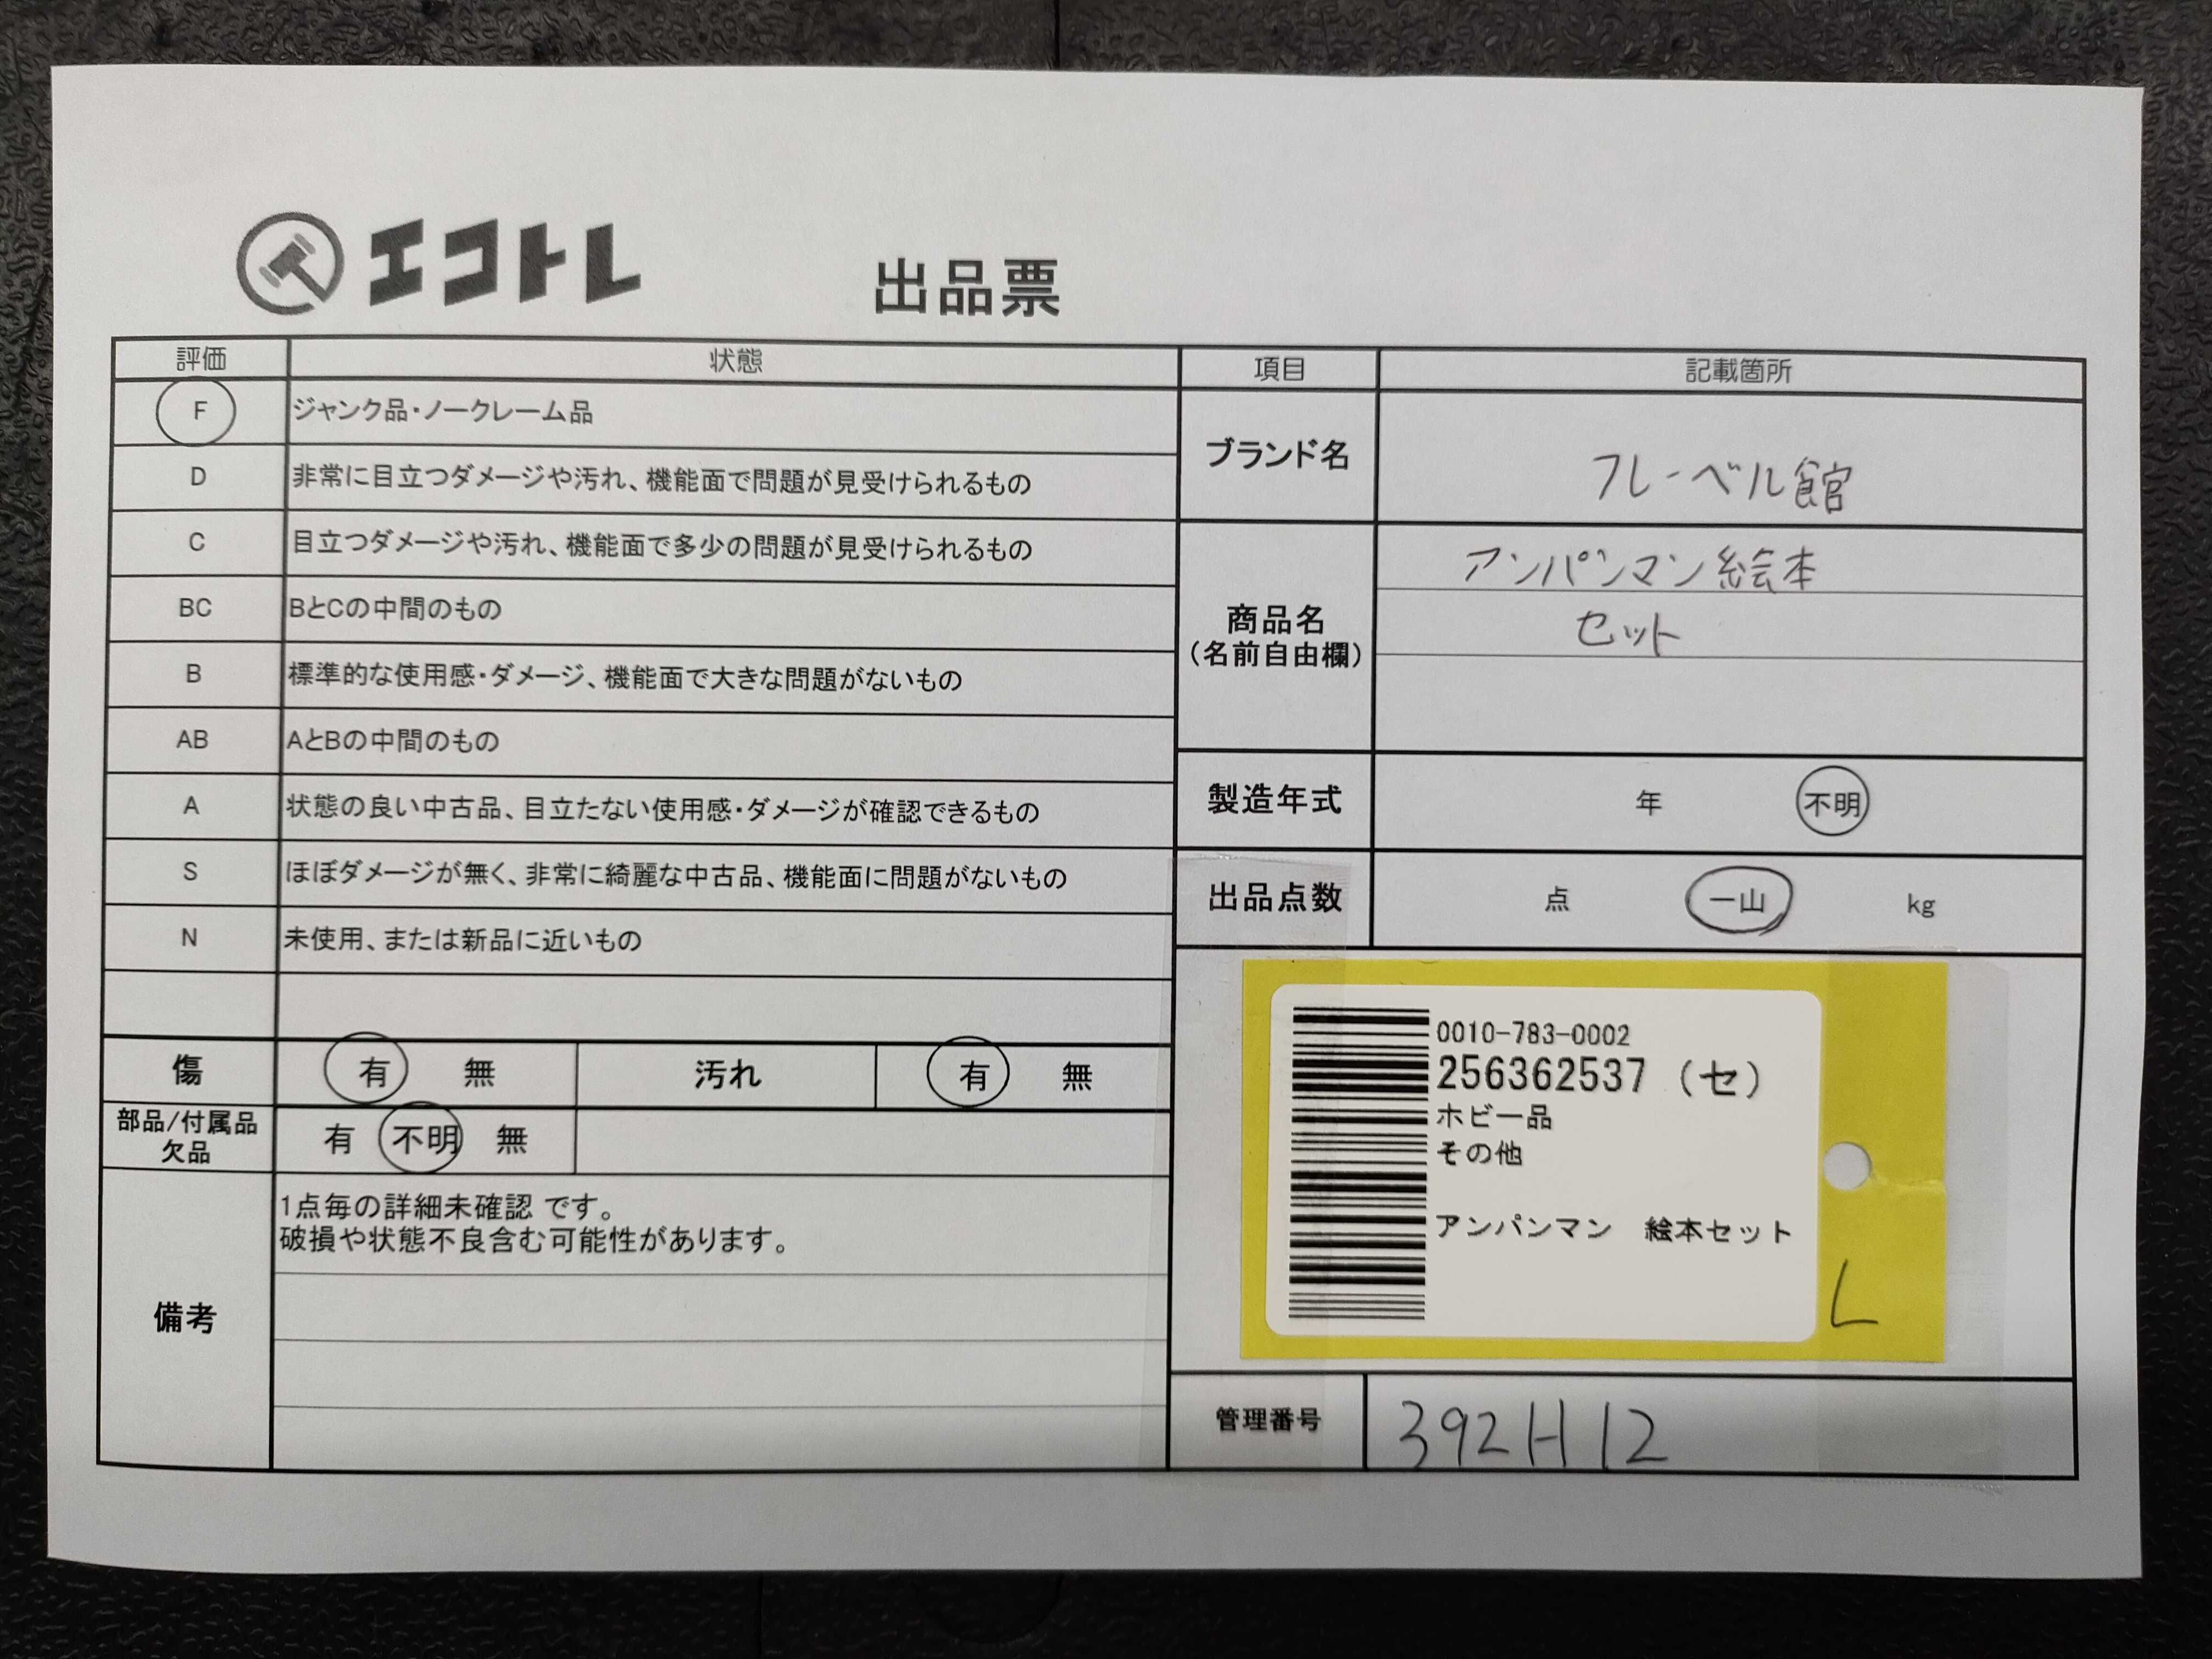 エコトレ
出品票
評価 状態
F ジャンク品・ノークレーム品
D 非常に目立つダメージや汚れ、機能面で問題が見受けられるもの
C 目立つダメージや汚れ、機能面で多少の問題が見受けられるもの
BC BとCの中間のもの
B 標準的な使用感・ダメージ、機能面で大きな問題がないもの
AB AとBの中間のもの
A 状態の良い中古品、目立たない使用感・ダメージが確認できるもの
S ほぼダメージが無く、非常に綺麗な中古品、機能面に問題がないもの
N 未使用、または新品に近いもの
傷 有 無 汚れ 有 無
部品/付属品
欠品
有 不明 無
備考
1点毎の詳細未確認 です。
破損や状態不良含む可能性があります。
項目 記載箇所
ブランド名 フレーベル館
商品名
(名前自由欄)
アンパンマン絵本
セット
製造年式 年 不明
出品点数 点 一山 kg
0010-783-0002
256362537 (セ)
ホビー品
その他
アンパンマン 絵本セット
L
管理番号 392H12